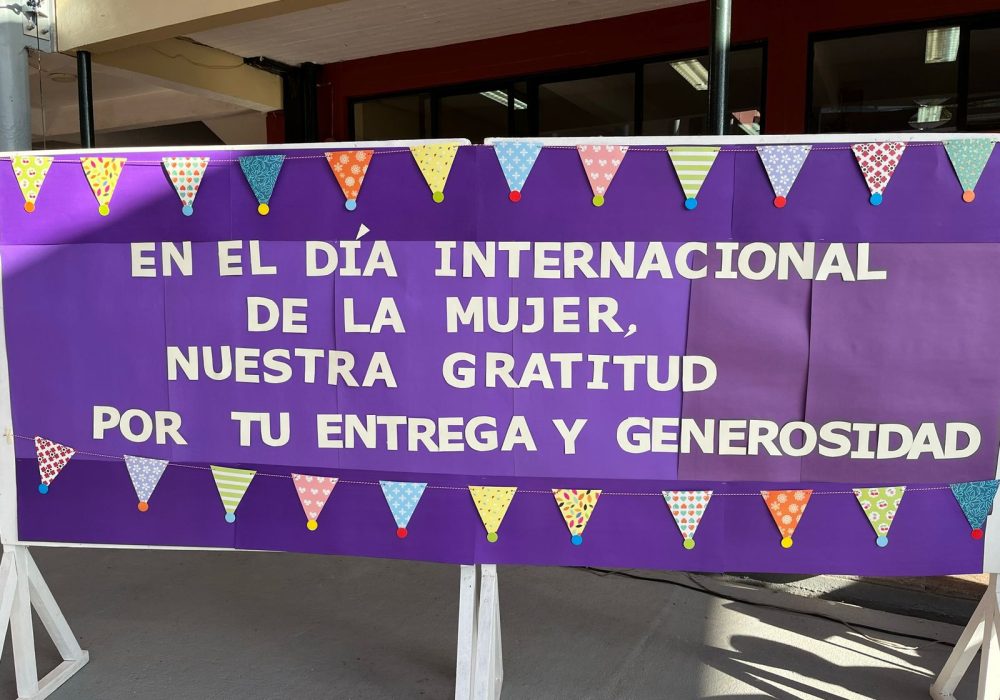 EN EL DÍA INTERNACIONAL
DE LA MUJER,
NUESTRA GRATITUD
POR TU ENTREGA Y GENEROSIDAD